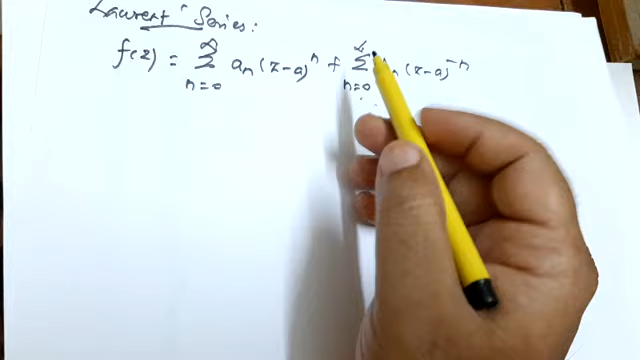 Laurent Series:
f(z) = ∞ Σ n=0 aₙ (z-a)ⁿ + ∞ Σ n=0 ₙ (z-a)⁻ⁿ